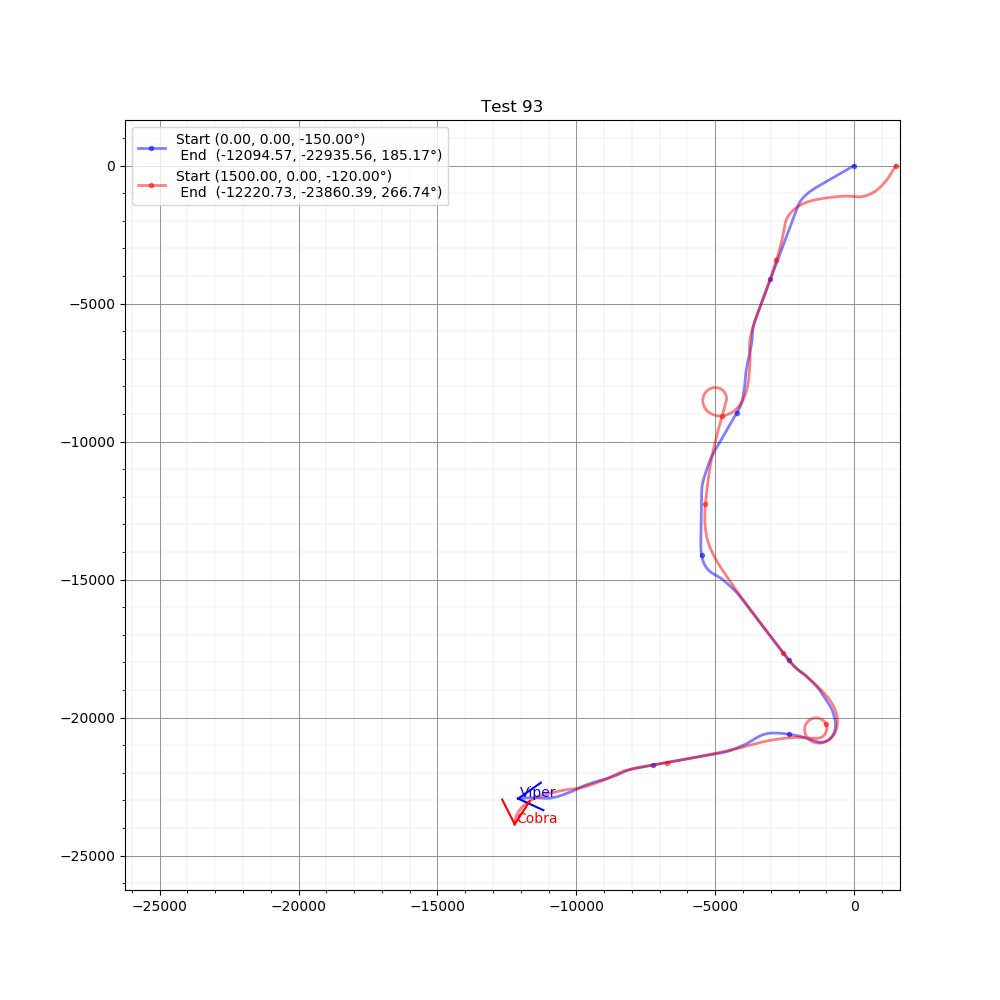 Test 93
Start (0.00, 0.00, -150.00°)
End  (-12094.57, -22935.56, 185.17°)
Start (1500.00, 0.00, -120.00°)
End  (-12220.73, -23860.39, 266.74°)
0
−5000
−10000
−15000
−20000
−25000
Viper
Cobra
−25000 −20000 −15000 −10000 −5000 0